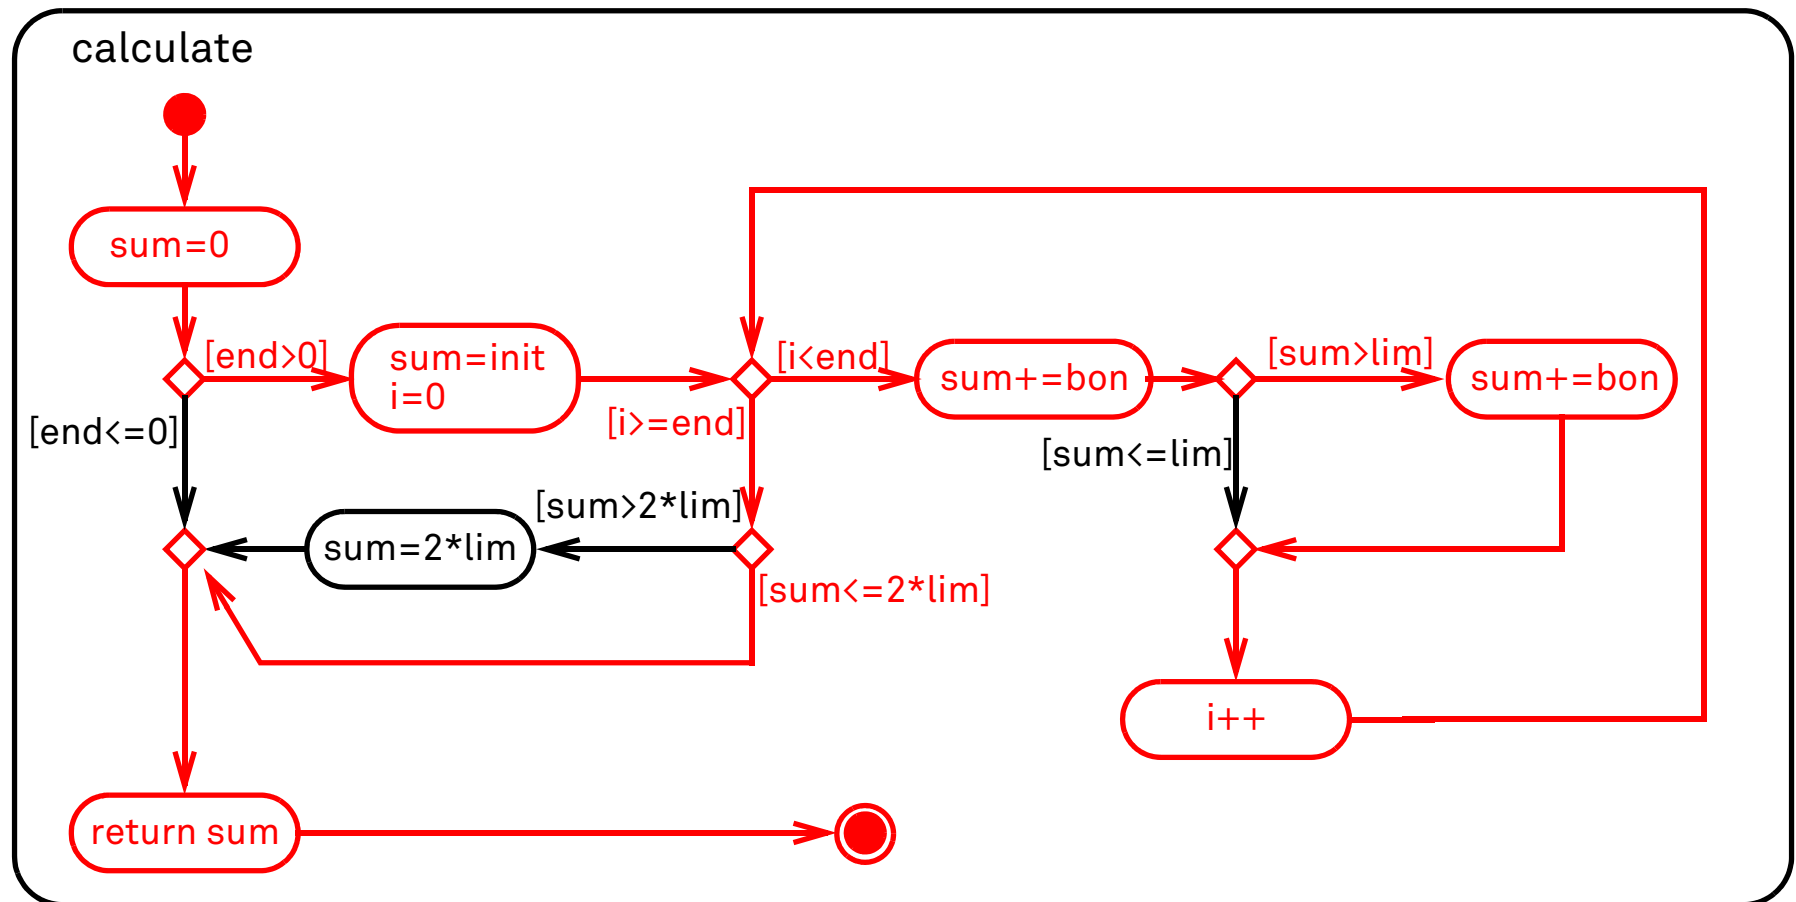 calculate
sum=0
[end>0]
sum=init
i=0
[i<end]
sum+=bon
[sum>lim]
sum+=bon
[end<=0]
[i>=end]
[sum<=lim]
[sum>2*lim]
sum=2*lim
[sum<=2*lim]
i++
return sum